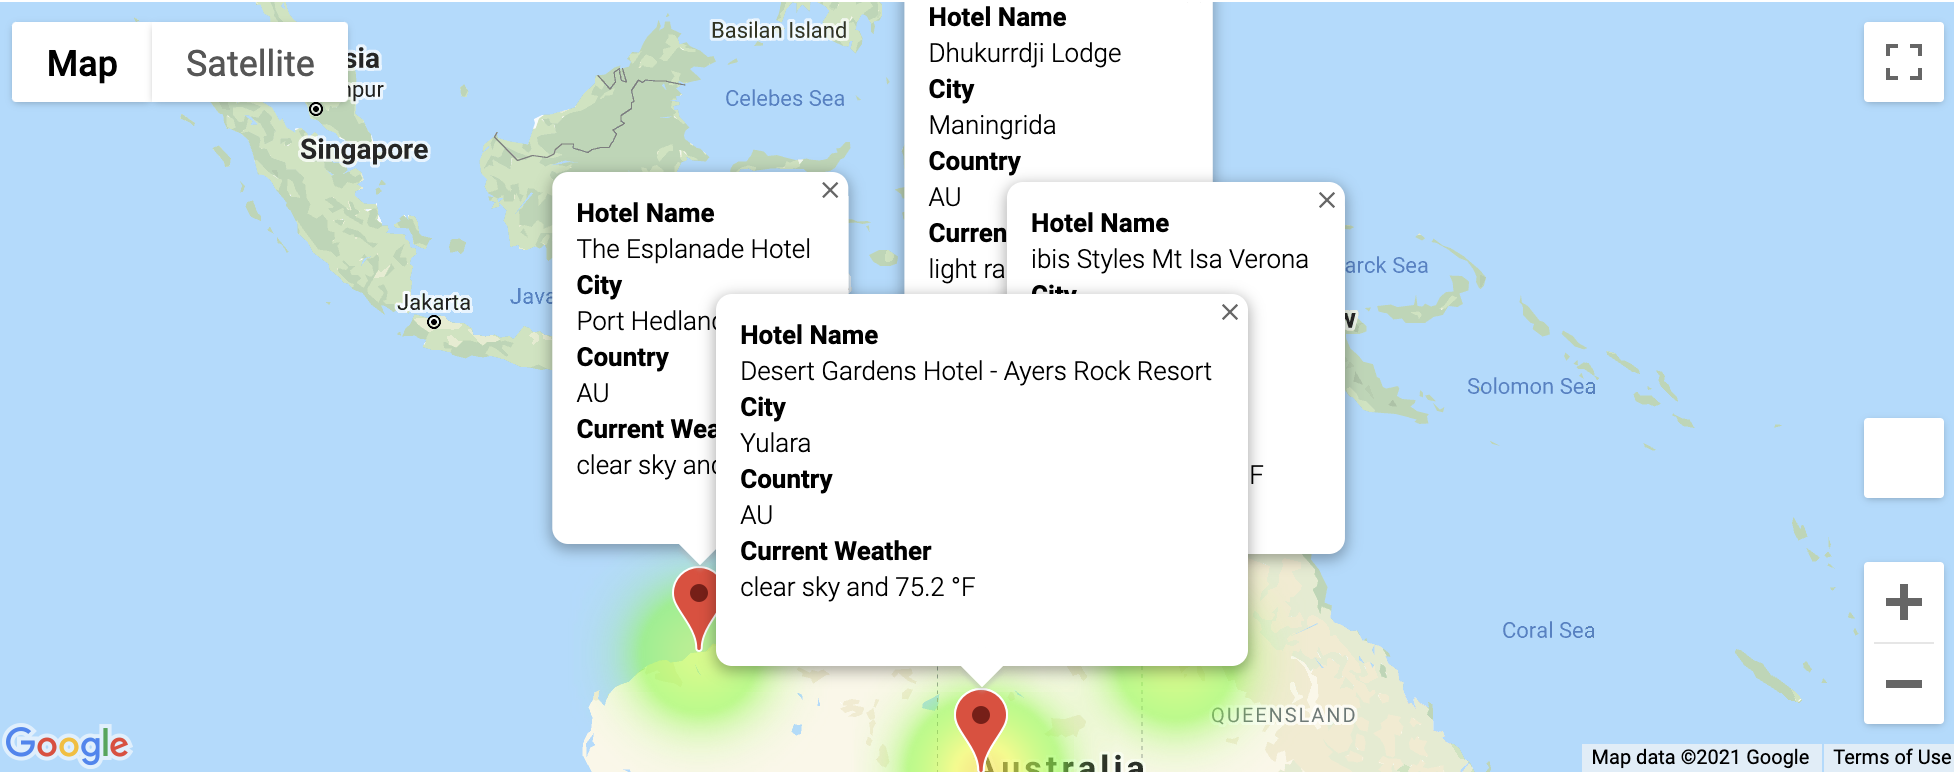 Map
Satellite
sia
npur
Singapore
Jakarta
Java
Basilan Island
Celebes Sea
Hotel Name
Dhukurrdji Lodge
City
Maningrida
Country
AU
Curren
light ra
Hotel Name
The Esplanade Hotel
City
Port Hedland
Country
AU
Current Wea
clear sky and
Hotel Name
ibis Styles Mt Isa Verona
City
F
Hotel Name
Desert Gardens Hotel - Ayers Rock Resort
City
Yulara
Country
AU
Current Weather
clear sky and 75.2 °F
arck Sea
Solomon Sea
Coral Sea
QUEENSLAND
Australia
Google
Map data ©2021 Google
Terms of Use